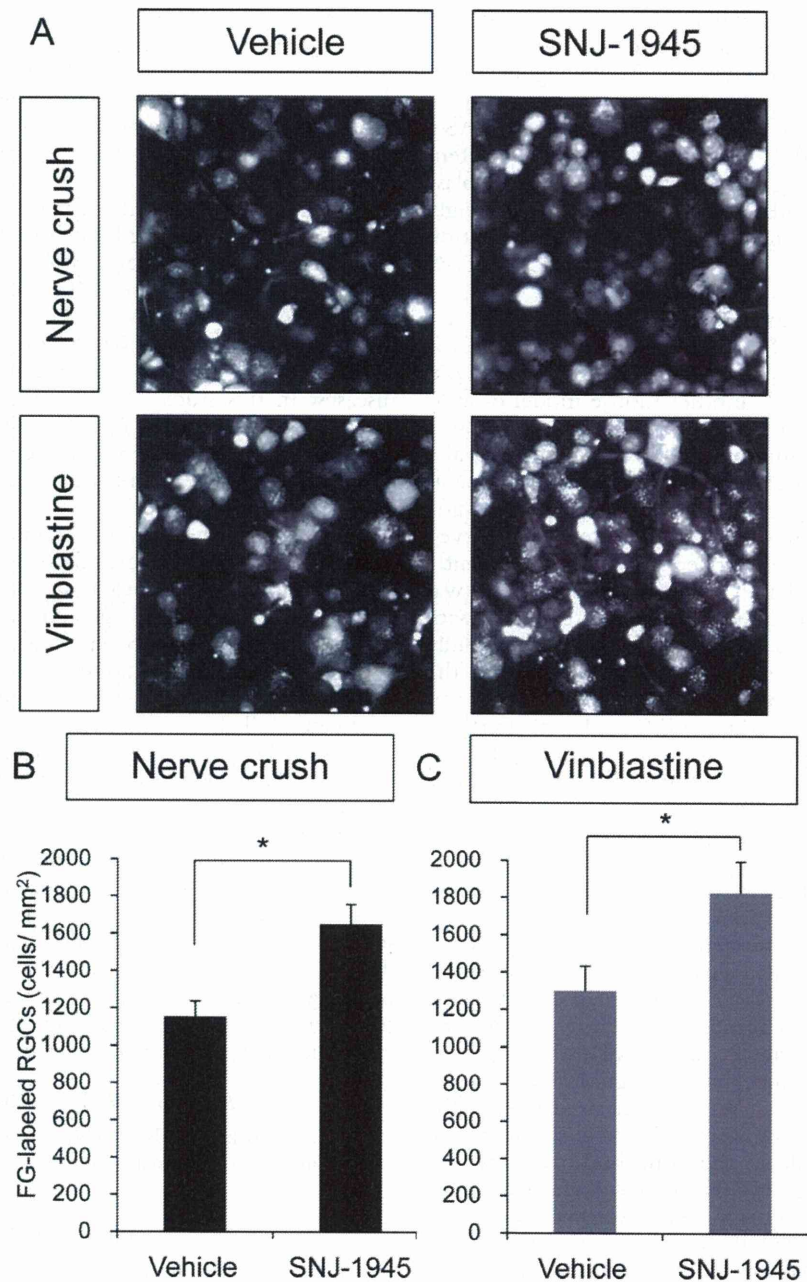 A
Vehicle
SNJ-1945
Nerve crush
Vinblastine
B
Nerve crush
C
Vinblastine
FG-labeled RGCs (cells/ mm²)
*
2000
1800
1600
1400
1200
1000
800
600
400
200
0
Vehicle
SNJ-1945
*
2000
1800
1600
1400
1200
1000
800
600
400
200
0
Vehicle
SNJ-1945